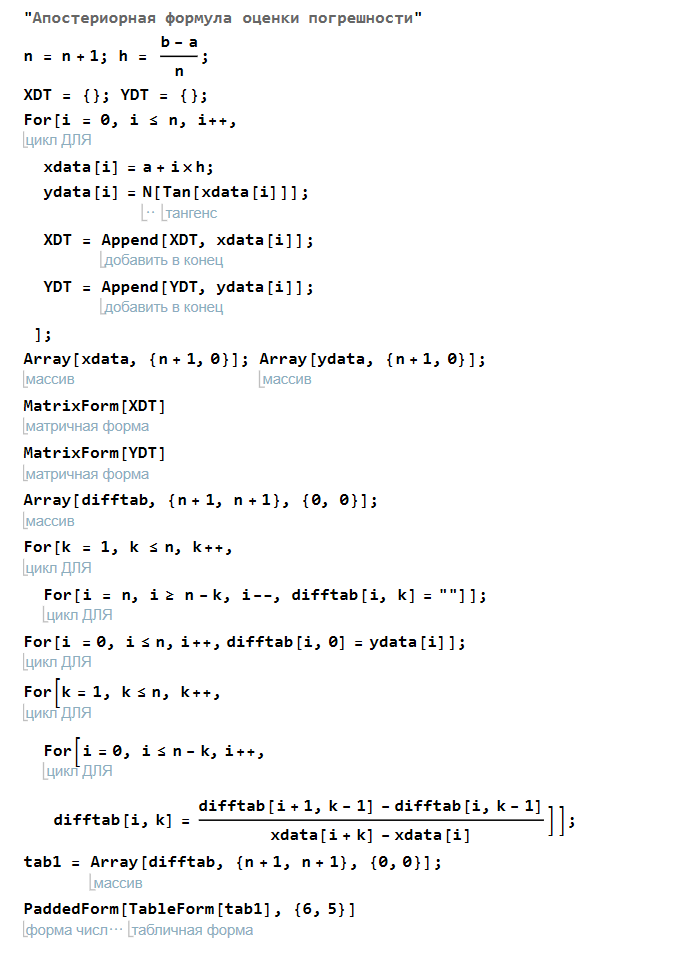 "Апостериорная формула оценки погрешности"
n = n + 1; h = (b - a)/n;
XDT = {}; YDT = {};
For[i = 0, i ≤ n, i++,
цикл ДЛЯ
xdata[i] = a + i × h;
ydata[i] = N[Tan[xdata[i]]];
·· тангенс
XDT = Append[XDT, xdata[i]];
добавить в конец
YDT = Append[YDT, ydata[i]];
добавить в конец
];
Array[xdata, {n + 1, 0}]; Array[ydata, {n + 1, 0}];
массив массив
MatrixForm[XDT]
матричная форма
MatrixForm[YDT]
матричная форма
Array[difftab, {n + 1, n + 1}, {0, 0}];
массив
For[k = 1, k ≤ n, k++,
цикл ДЛЯ
For[i = n, i ≥ n - k, i--, difftab[i, k] = ""]];
цикл ДЛЯ
For[i = 0, i ≤ n, i++, difftab[i, 0] = ydata[i]];
цикл ДЛЯ
For[k = 1, k ≤ n, k++,
цикл ДЛЯ
For[i = 0, i ≤ n - k, i++,
цикл ДЛЯ
difftab[i, k] = (difftab[i + 1, k - 1] - difftab[i, k - 1])/(xdata[i + k] - xdata[i])]];
tab1 = Array[difftab, {n + 1, n + 1}, {0, 0}];
массив
PaddedForm[TableForm[tab1], {6, 5}]
форма числ··· табличная форма